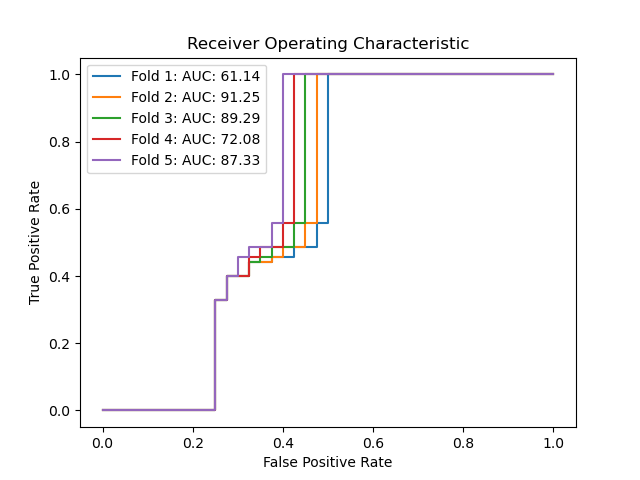 Receiver Operating Characteristic
Fold 1: AUC: 61.14
Fold 2: AUC: 91.25
Fold 3: AUC: 89.29
Fold 4: AUC: 72.08
Fold 5: AUC: 87.33
True Positive Rate
1.0
0.8
0.6
0.4
0.2
0.0
0.0 0.2 0.4 0.6 0.8 1.0
False Positive Rate